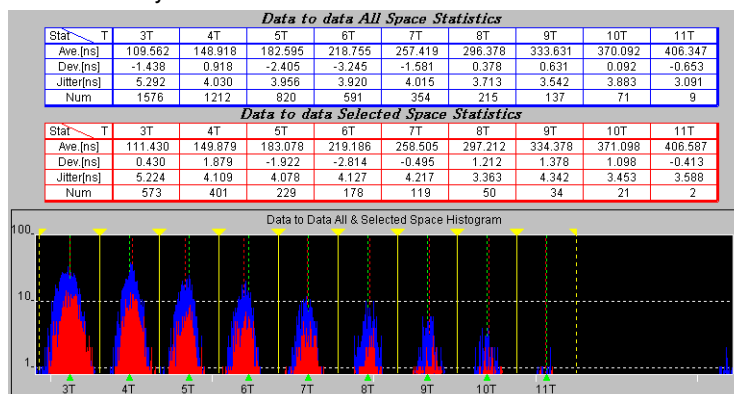 Data to data All Space Statistics
Stat T 3T 4T 5T 6T 7T 8T 9T 10T 11T
Ave.[ns] 109.562 148.918 182.595 218.755 257.419 296.378 333.631 370.092 406.347
Dev.[ns] -1.438 0.918 -2.405 -3.245 -1.581 0.378 0.631 0.092 -0.653
Jitter[ns] 5.292 4.030 3.956 3.920 4.015 3.713 3.542 3.883 3.091
Num 1576 1212 820 591 354 215 137 71 9
Data to data Selected Space Statistics
Stat T 3T 4T 5T 6T 7T 8T 9T 10T 11T
Ave.[ns] 111.430 149.879 183.078 219.186 258.505 297.212 334.378 371.098 406.587
Dev.[ns] 0.430 1.879 -1.922 -2.814 -0.495 1.212 1.378 1.098 -0.413
Jitter[ns] 5.224 4.109 4.078 4.127 4.217 3.363 4.342 3.453 3.588
Num 573 401 229 178 119 50 34 21 2
Data to Data All & Selected Space Histogram
100
10
1
3T 4T 5T 6T 7T 8T 9T 10T 11T